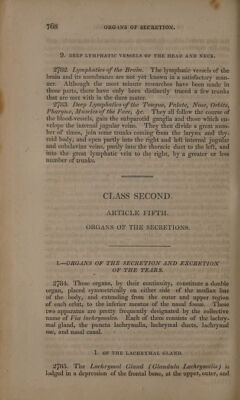 768 ORGANS OF SECRETION.
9. DEEP LYMPHATIC VESSELS OF THE HEAD AND NECK.
2762. Lymphatics of the Brain. The lymphatic vessels of the
brain and its membranes are not yet known in a satisfactory man-
ner. Although the most minute researches have been made in
those parts, there have only been distinctly traced a few trunks
that are met with in the dura mater.
2763. Deep Lymphatics of the Tongue, Palate, Nose, Orbits,
Pharynx, Muscles of the Face, &c. They all follow the course of
the blood-vessels, gain the subparotid ganglia and those which en-
velope the internal jugular veins. They then divide a great num-
ber of times, join some trunks coming from the larynx and thy-
roid body, and open partly into the right and left internal jugular
and subclavian veins, partly into the thoracic duct to the left, and
into the great lymphatic vein to the right, by a greater or less
number of trunks.
CLASS SECOND.
ARTICLE FIFTH.
ORGANS OF THE SECRETIONS.
I.—ORGANS OF THE SECRETION AND EXCRETION
OF THE TEARS.
2764. These organs, by their continuity, constitute a double
organ, placed symmetrically on either side of the median line
of the body, and extending from the outer and upper region
of each orbit, to the inferior meatus of the nasal fossæ. These
two apparatus are pretty frequently designated by the collective
name of Viæ lachrymales. Each of them consists of the lachry-
mal gland, the puncta lachrymalia, lachrymal ducts, lachrymal
sac, and nasal canal.
1. OF THE LACHRYMAL GLAND.
2765. The Lachrymal Gland (Glandula Lachrymalis) is
lodged in a depression of the frontal bone, at the upper, outer, and